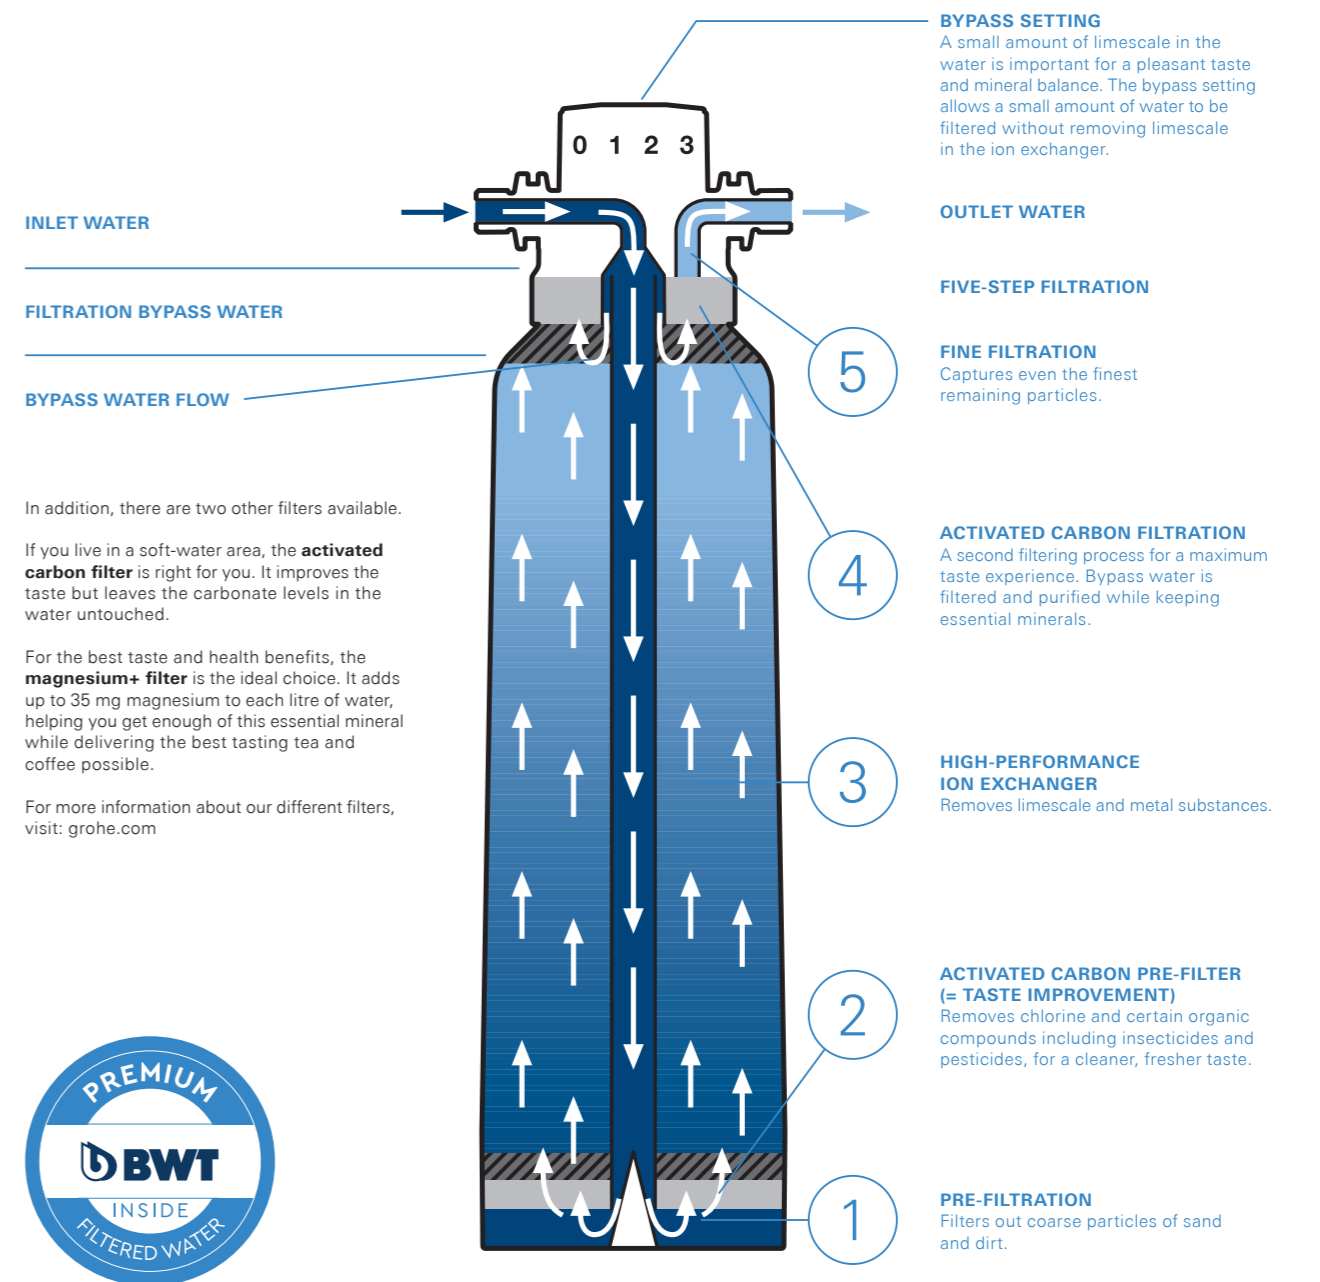 BYPASS SETTING
A small amount of limescale in the
water is important for a pleasant taste
and mineral balance. The bypass setting
allows a small amount of water to be
filtered without removing limescale
in the ion exchanger.
0 1 2 3
INLET WATER
OUTLET WATER
FILTRATION BYPASS WATER
BYPASS WATER FLOW
FIVE-STEP FILTRATION
5
FINE FILTRATION
Captures even the finest
remaining particles.
In addition, there are two other filters available.
If you live in a soft-water area, the activated
carbon filter is right for you. It improves the
taste but leaves the carbonate levels in the
water untouched.
For the best taste and health benefits, the
magnesium+ filter is the ideal choice. It adds
up to 35 mg magnesium to each litre of water,
helping you get enough of this essential mineral
while delivering the best tasting tea and
coffee possible.
For more information about our different filters,
visit: grohe.com
4
ACTIVATED CARBON FILTRATION
A second filtering process for a maximum
taste experience. Bypass water is
filtered and purified while keeping
essential minerals.
3
HIGH-PERFORMANCE
ION EXCHANGER
Removes limescale and metal substances.
2
ACTIVATED CARBON PRE-FILTER
(= TASTE IMPROVEMENT)
Removes chlorine and certain organic
compounds including insecticides and
pesticides, for a cleaner, fresher taste.
1
PRE-FILTRATION
Filters out coarse particles of sand
and dirt.
PREMIUM
BWT
INSIDE
FILTERED WATER